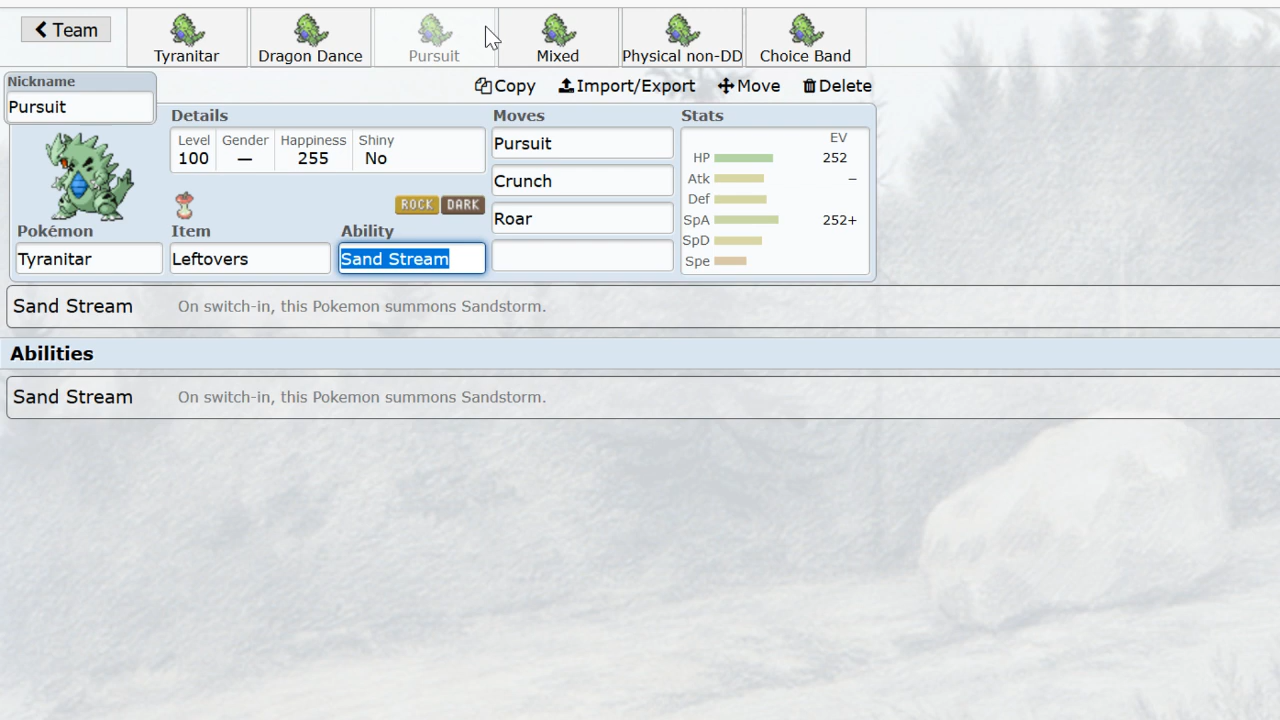 Team
Tyranitar
Dragon Dance
Pursuit
Mixed
Physical non-DD
Choice Band
Copy
Import/Export
Move
Delete
Nickname
Pursuit
Details
Level
100
Gender
—
Happiness
255
Shiny
No
ROCK
DARK
Pokémon
Tyranitar
Item
Leftovers
Ability
Sand Stream
Moves
Pursuit
Crunch
Roar
Stats
EV
HP 252
Atk –
Def
SpA 252+
SpD
Spe
Sand Stream On switch-in, this Pokemon summons Sandstorm.
Abilities
Sand Stream On switch-in, this Pokemon summons Sandstorm.